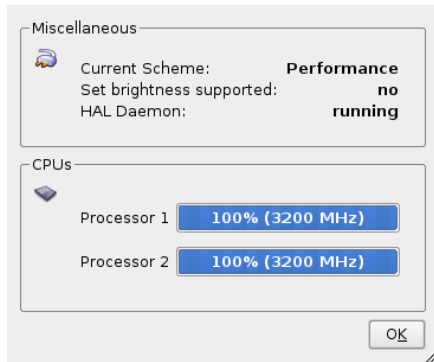 Miscellaneous
Current Scheme: Performance
Set brightness supported: no
HAL Daemon: running
CPUs
Processor 1 100% (3200 MHz)
Processor 2 100% (3200 MHz)
OK